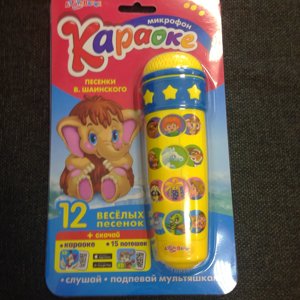 микрофон
Караоке
ПЕСЕНКИ
В. ШАИНСКОГО
12 ВЕСЁЛЫХ
ПЕСЕНОК
+ скачай
• караоке • 15 потешек
• слушай • подпевай мультяшкам